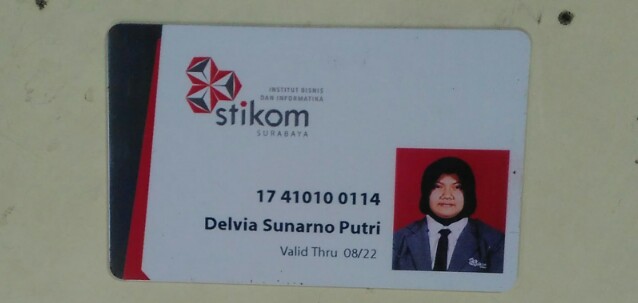 INSTITUT BISNIS
DAN INFORMATIKA
stikom
SURABAYA
17 41010 0114
Delvia Sunarno Putri
Valid Thru 08/22